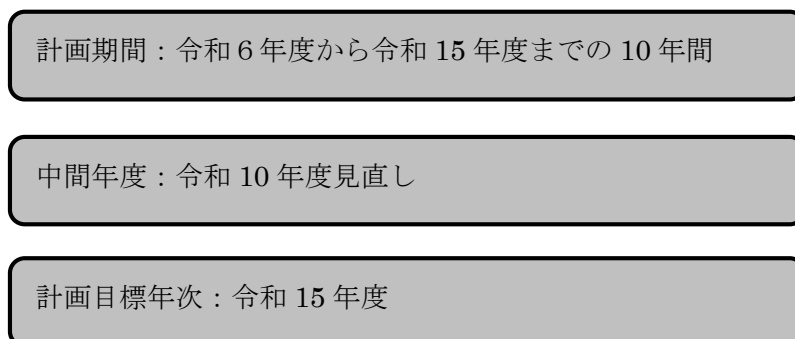 計画期間：令和６年度から令和 15 年度までの 10 年間
中間年度：令和 10 年度見直し
計画目標年次：令和 15 年度